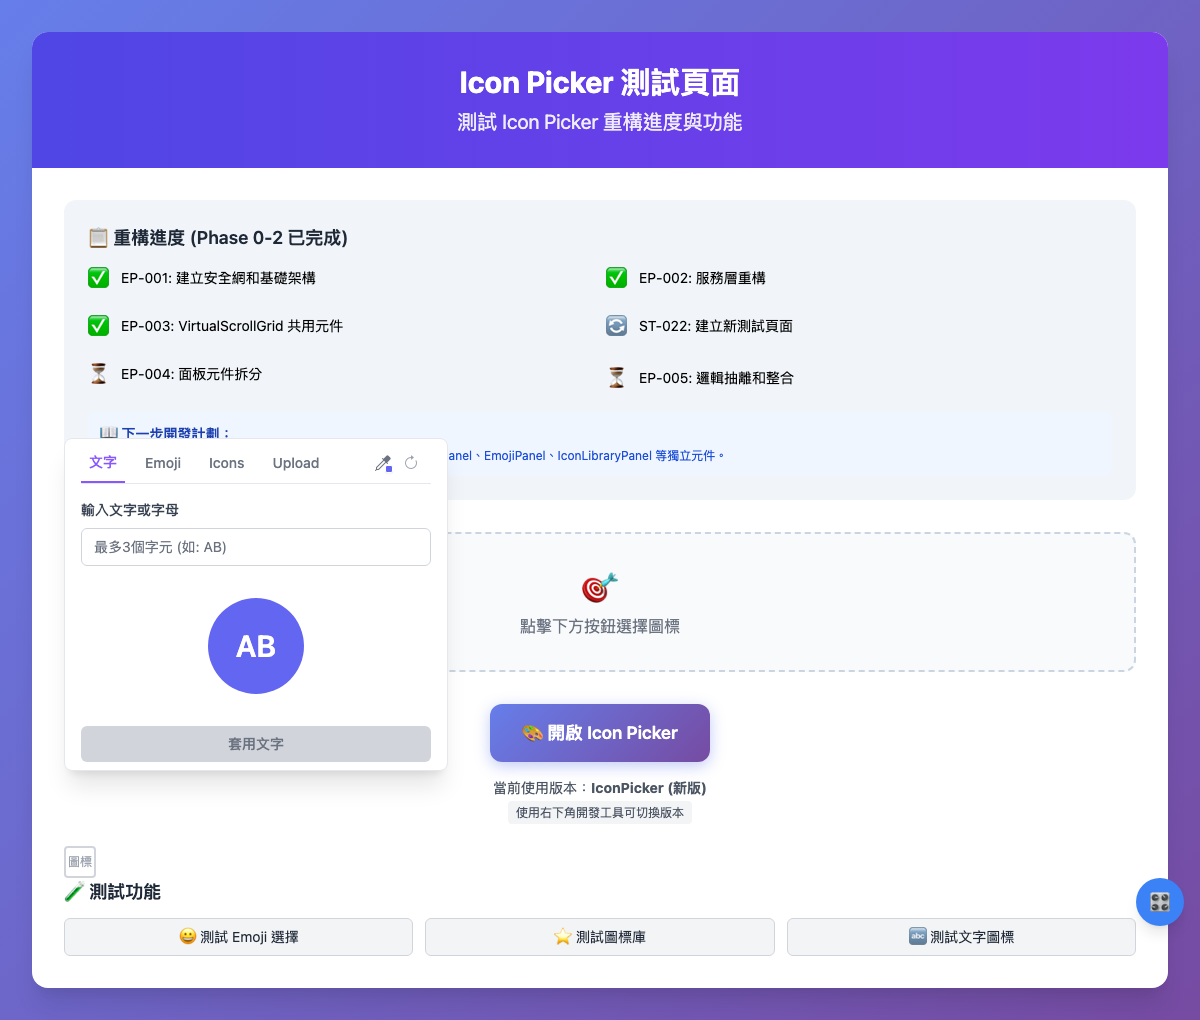 Icon Picker 測試頁面
測試 Icon Picker 重構進度與功能
📋 重構進度 (Phase 0-2 已完成)
✅ EP-001: 建立安全網和基礎架構
✅ EP-002: 服務層重構
✅ EP-003: VirtualScrollGrid 共用元件
🔄 ST-022: 建立新測試頁面
⏳ EP-004: 面板元件拆分
⏳ EP-005: 邏輯抽離和整合
📖 下一步開發計劃：
anel、EmojiPanel、IconLibraryPanel 等獨立元件。
文字 Emoji Icons Upload
輸入文字或字母
最多3個字元 (如: AB)
AB
套用文字
🎯
點擊下方按鈕選擇圖標
🎨 開啟 Icon Picker
當前使用版本：IconPicker (新版)
使用右下角開發工具可切換版本
圖標
🧪 測試功能
😀 測試 Emoji 選擇
⭐ 測試圖標庫
🔤 測試文字圖標
🎛️